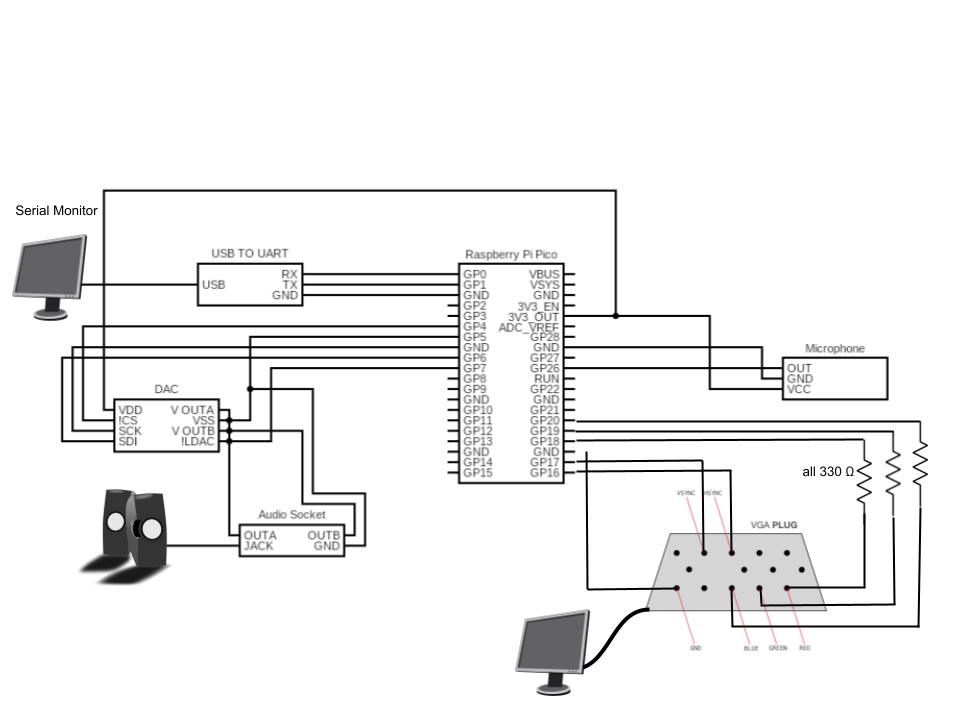 Serial Monitor
USB TO UART
USB
RX
TX
GND
Raspberry Pi Pico
GP0
GP1
GND
GP2
GP3
GP4
GP5
GND
GP6
GP7
GP8
GP9
GND
GP10
GP11
GP12
GP13
GND
GP14
GP15
VBUS
VSYS
GND
3V3_EN
3V3_OUT
ADC_VREF
GP28
GND
GP27
GP26
RUN
GP22
GND
GP21
GP20
GP19
GP18
GND
GP17
GP16
Microphone
OUT
GND
VCC
DAC
VDD
!CS
SCK
SDI
V OUTA
VSS
V OUTB
!LDAC
all 330 Ω
Audio Socket
OUTA
JACK
OUTB
GND
VSYNC
HSYNC
VGA PLUG
GND
BLUE
GREEN
RED